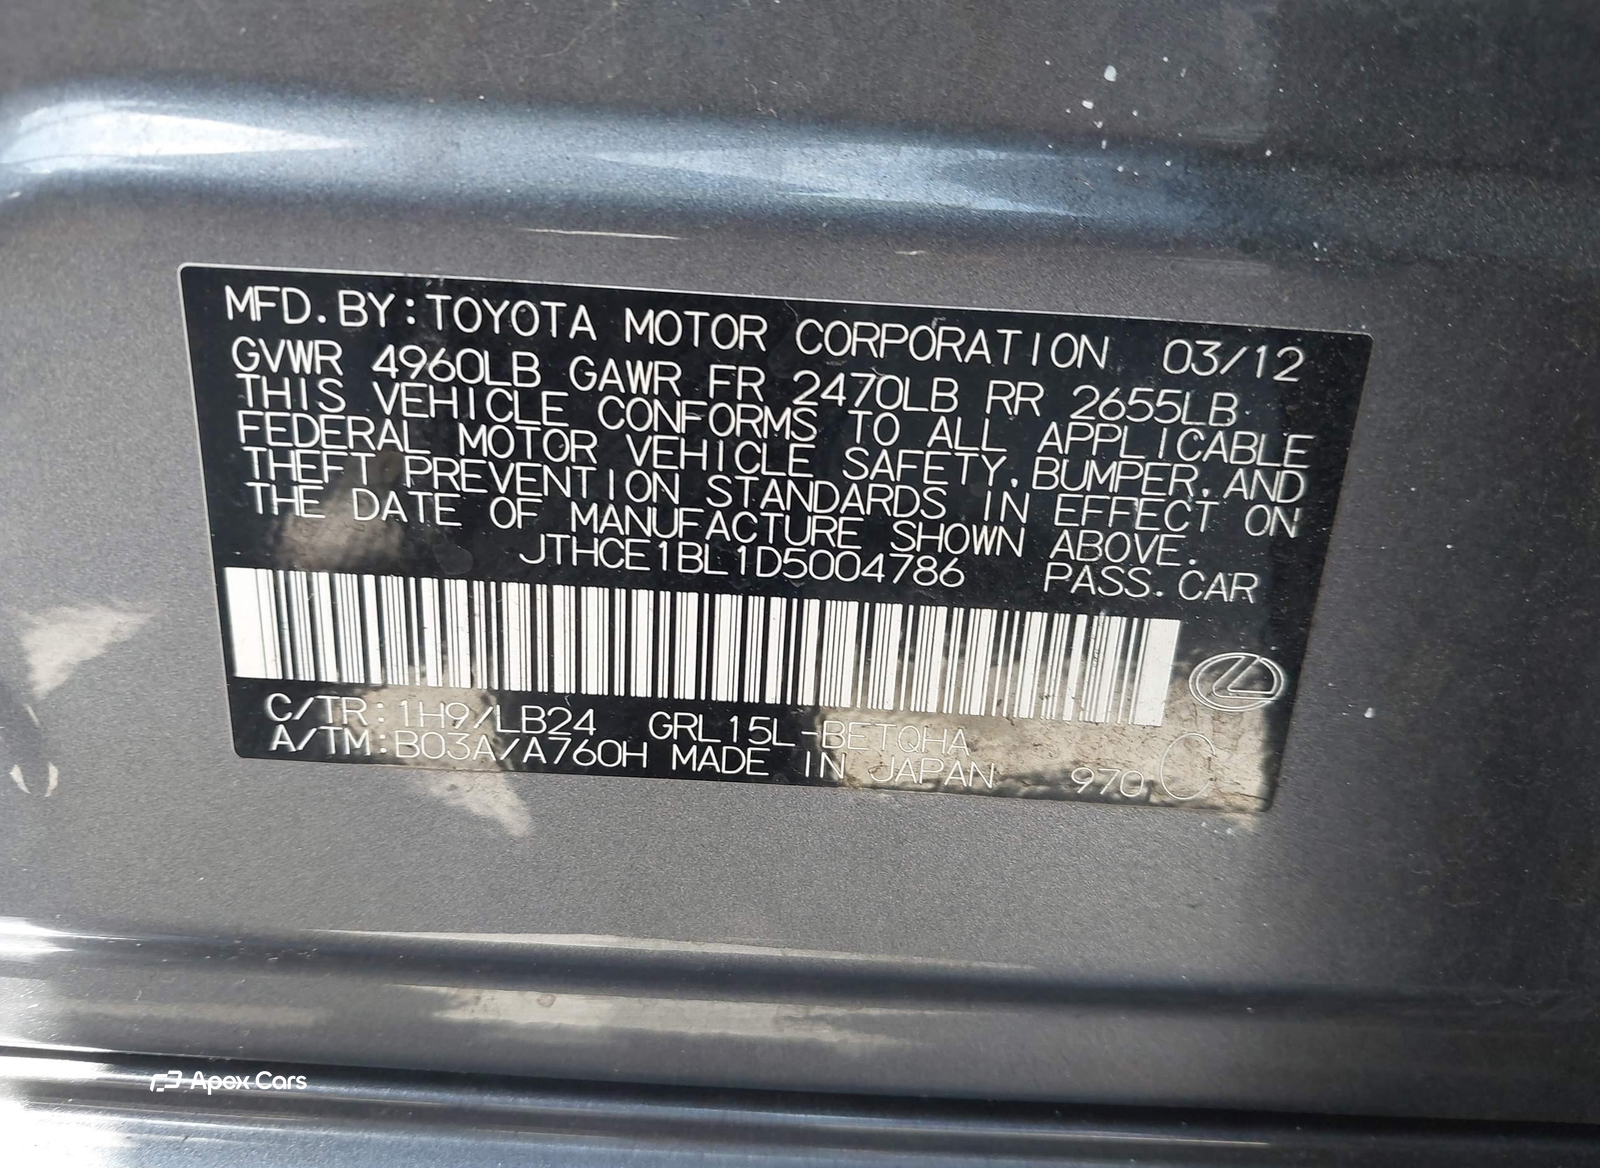 MFD. BY: TOYOTA MOTOR CORPORATION 03/12
GVWR 4960LB GAWR FR 2470LB RR 2655LB
THIS VEHICLE CONFORMS TO ALL APPLICABLE
FEDERAL MOTOR VEHICLE SAFETY, BUMPER, AND
THEFT PREVENTION STANDARDS IN EFFECT ON
THE DATE OF MANUFACTURE SHOWN ABOVE.
JTHCE1BL1D5004786 PASS. CAR
C/TR: 1H9/LB24 GRL15L-BETQHA
A/TM: B03A/A760H MADE IN JAPAN 970 C
Apex Cars